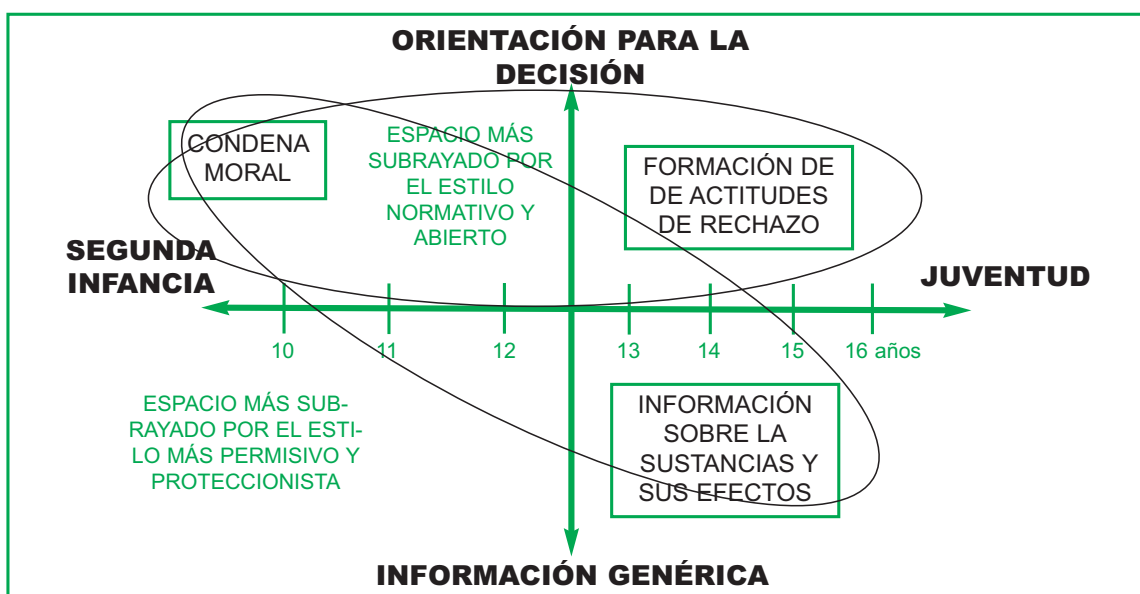 ORIENTACIÓN PARA LA
DECISIÓN
CONDENA
MORAL
ESPACIO MÁS
SUBRAYADO POR
EL ESTILO
NORMATIVO Y
ABIERTO
FORMACIÓN DE
DE ACTITUDES
DE RECHAZO
SEGUNDA
INFANCIA
JUVENTUD
10 11 12 13 14 15 16 años
ESPACIO MÁS SUB-
RAYADO POR EL ESTI-
LO MÁS PERMISIVO Y
PROTECCIONISTA
INFORMACIÓN
SOBRE LA
SUSTANCIAS Y
SUS EFECTOS
INFORMACIÓN GENÉRICA